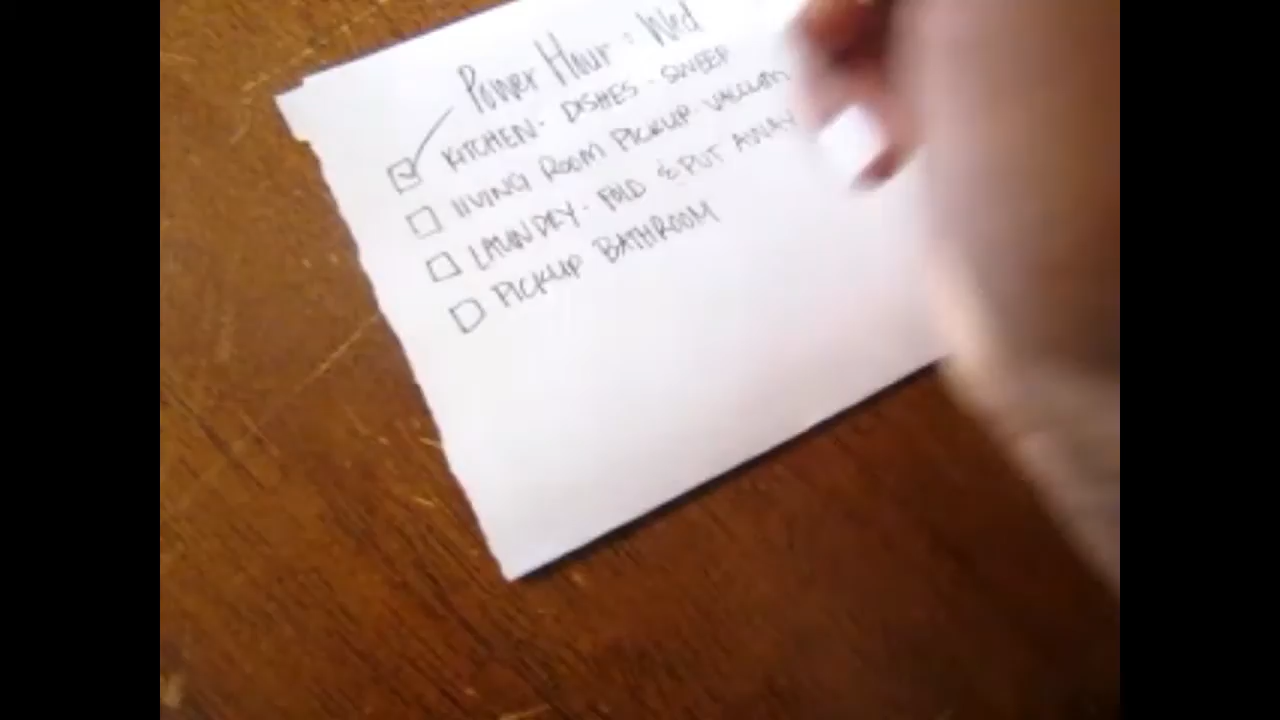 Power Hour : Wed
KITCHEN - DISHES - SWEEP
LIVING ROOM PICKUP - VACUUM
LAUNDRY - FOLD & PUT AWAY
PICKUP BATHROOM